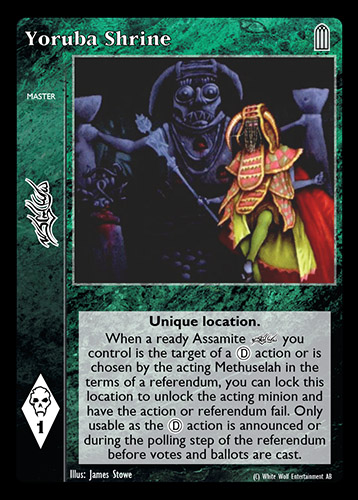 Yoruba Shrine
MASTER
Unique location.
When a ready Assamite you
control is the target of a Ⓓ action or is
chosen by the acting Methuselah in the
terms of a referendum, you can lock this
location to unlock the acting minion and
have the action or referendum fail. Only
usable as the Ⓓ action is announced or
during the polling step of the referendum
before votes and ballots are cast.
1
Illus: James Stowe
(C) White Wolf Entertainment AB